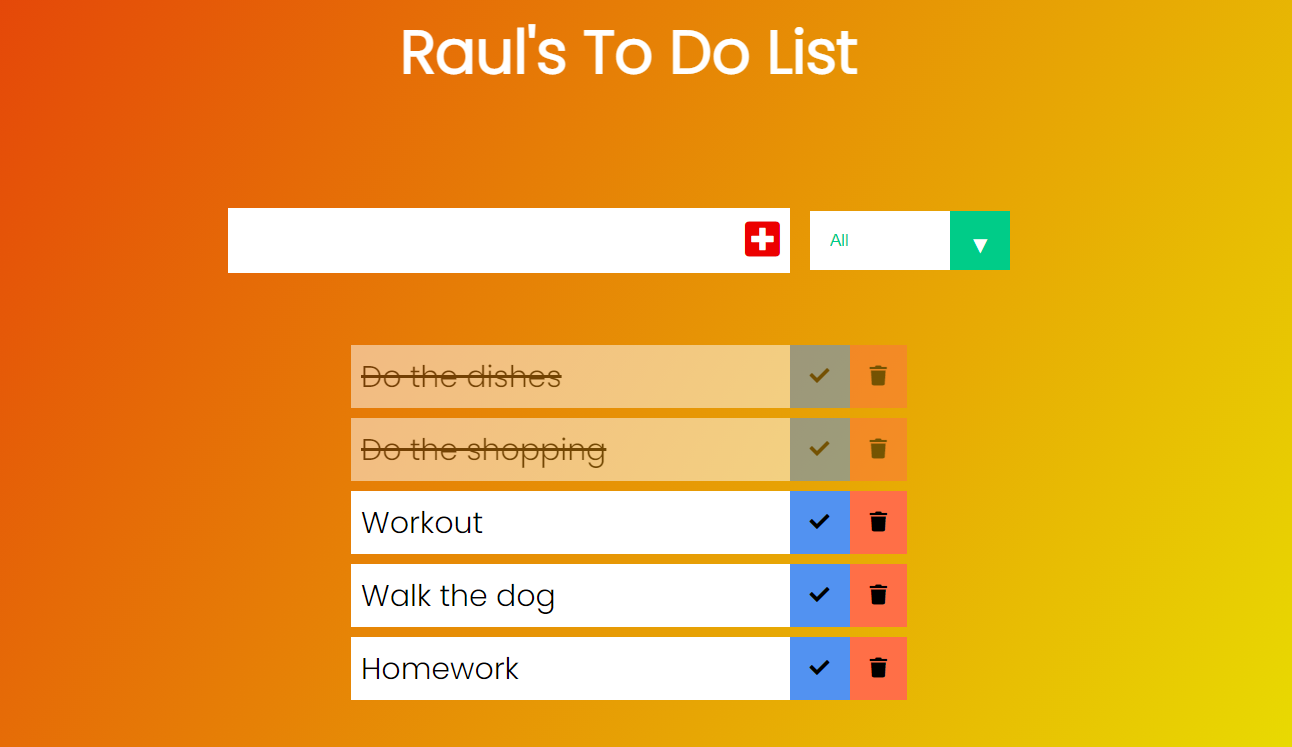 Raul's To Do List
All
Do the dishes
Do the shopping
Workout
Walk the dog
Homework